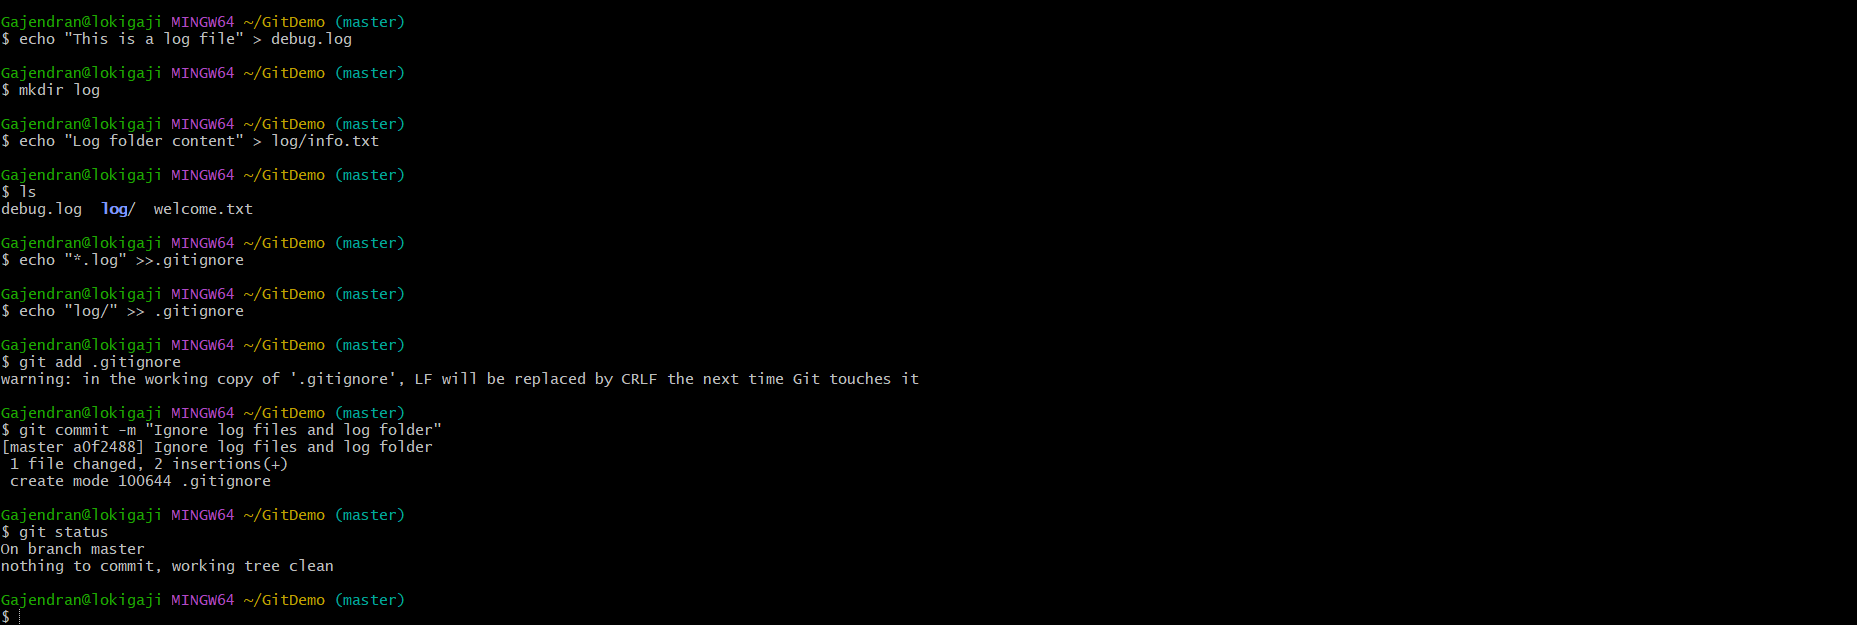 Gajendran@lokigaji MINGW64 ~/GitDemo (master)
$ echo "This is a log file" > debug.log
Gajendran@lokigaji MINGW64 ~/GitDemo (master)
$ mkdir log
Gajendran@lokigaji MINGW64 ~/GitDemo (master)
$ echo "Log folder content" > log/info.txt
Gajendran@lokigaji MINGW64 ~/GitDemo (master)
$ ls
debug.log  log/  welcome.txt
Gajendran@lokigaji MINGW64 ~/GitDemo (master)
$ echo "*.log" >>.gitignore
Gajendran@lokigaji MINGW64 ~/GitDemo (master)
$ echo "log/" >> .gitignore
Gajendran@lokigaji MINGW64 ~/GitDemo (master)
$ git add .gitignore
warning: in the working copy of '.gitignore', LF will be replaced by CRLF the next time Git touches it
Gajendran@lokigaji MINGW64 ~/GitDemo (master)
$ git commit -m "Ignore log files and log folder"
[master a0f2488] Ignore log files and log folder
 1 file changed, 2 insertions(+)
 create mode 100644 .gitignore
Gajendran@lokigaji MINGW64 ~/GitDemo (master)
$ git status
On branch master
nothing to commit, working tree clean
Gajendran@lokigaji MINGW64 ~/GitDemo (master)
$